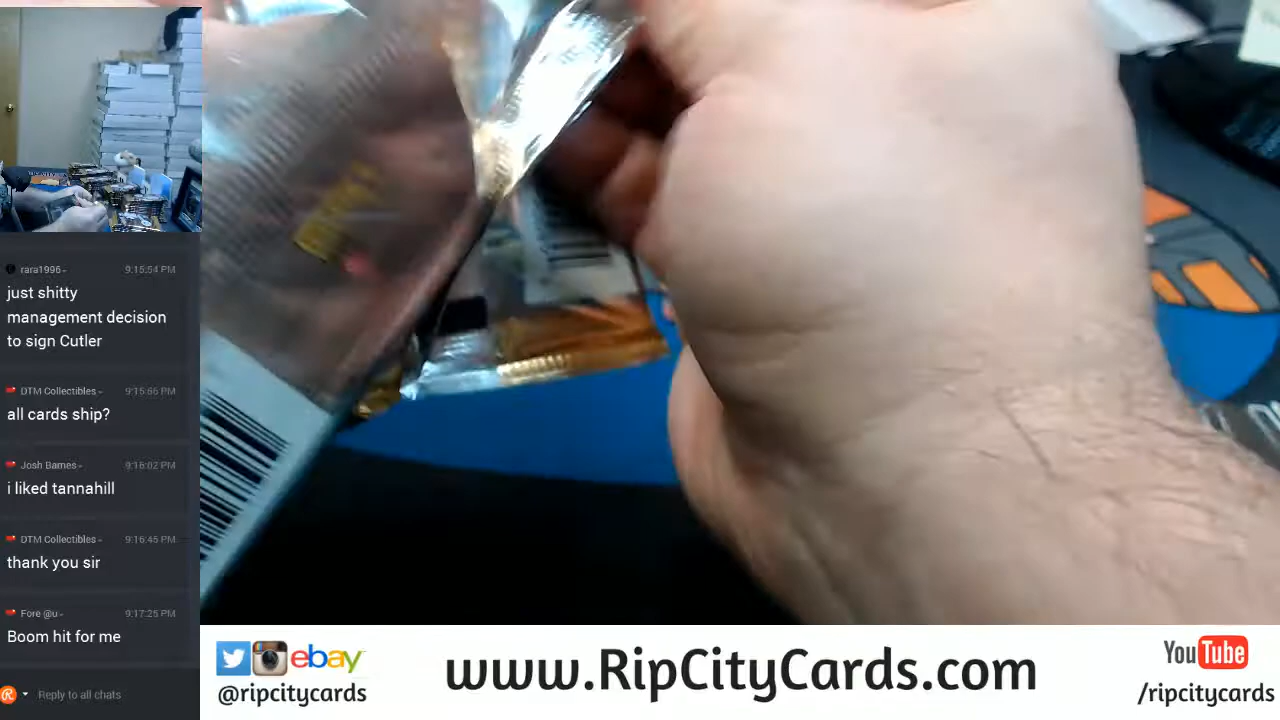 rara1996-
9:15:54 PM
just shitty
management decision
to sign Cutler
DTM Collectibles-
9:15:56 PM
all cards ship?
Josh Barnes-
9:16:02 PM
i liked tannahill
DTM Collectibles-
9:16:45 PM
thank you sir
Fore @u-
9:17:25 PM
Boom hit for me
Reply to all chats
ebay
@ripcitycards
www.RipCityCards.com
YouTube
/ripcitycards